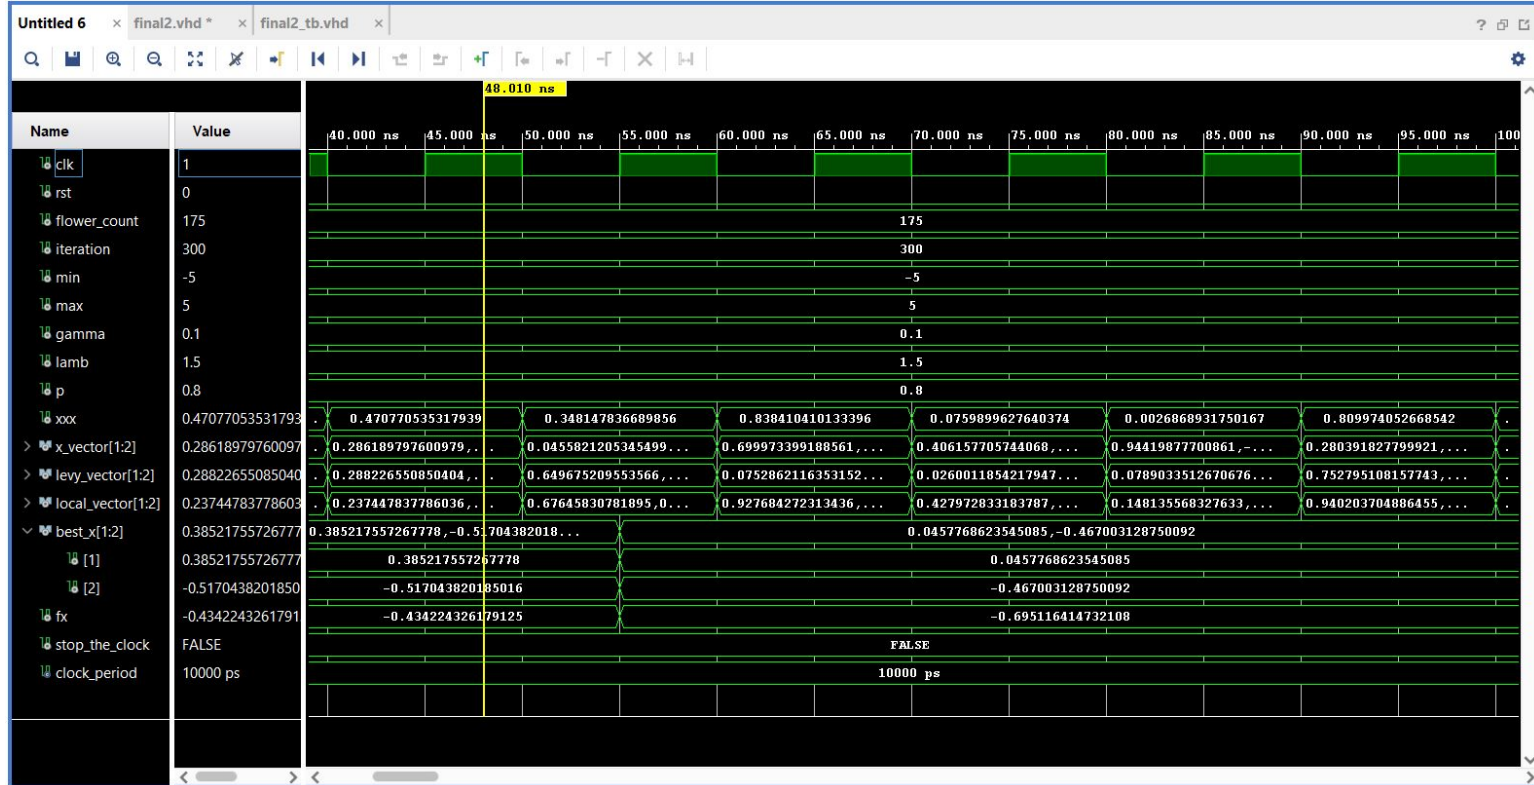 Untitled 6 × final2.vhd * × final2_tb.vhd × ?
48.010 ns
Name Value 40.000 ns 45.000 ns 50.000 ns 55.000 ns 60.000 ns 65.000 ns 70.000 ns 75.000 ns 80.000 ns 85.000 ns 90.000 ns 95.000 ns 100
clk 1
rst 0
flower_count 175 175
iteration 300 300
min -5 -5
max 5 5
gamma 0.1 0.1
lamb 1.5 1.5
p 0.8 0.8
xxx 0.47077053531793 . 0.470770535317939 0.348147836689856 0.838410410133396 0.0759899627640374 0.0026868931750167 0.809974052668542 .
x_vector[1:2] 0.28618979760097 . 0.286189797600979,... 0.0455821205345499... 0.699973399188561,... 0.406157705744068,... 0.94419877700861,-... 0.280391827799921,... .
levy_vector[1:2] 0.28822655085040 . 0.288226550850404,... 0.649675209553566,... 0.0752862116353152... 0.0260011854217947... 0.0789033512670676... 0.752795108157743,... .
local_vector[1:2] 0.23744783778603 . 0.237447837786036,... 0.67645830781895,0... 0.927684272313436,... 0.427972833183787,... 0.148135568327633,... 0.940203704886455,... .
best_x[1:2] 0.38521755726777 0.385217557267778,-0.51704382018... 0.0457768623545085,-0.467003128750092
[1] 0.38521755726777 0.385217557267778 0.0457768623545085
[2] -0.5170438201850 -0.517043820185016 -0.467003128750092
fx -0.4342243261791 -0.434224326179125 -0.695116414732108
stop_the_clock FALSE FALSE
clock_period 10000 ps 10000 ps